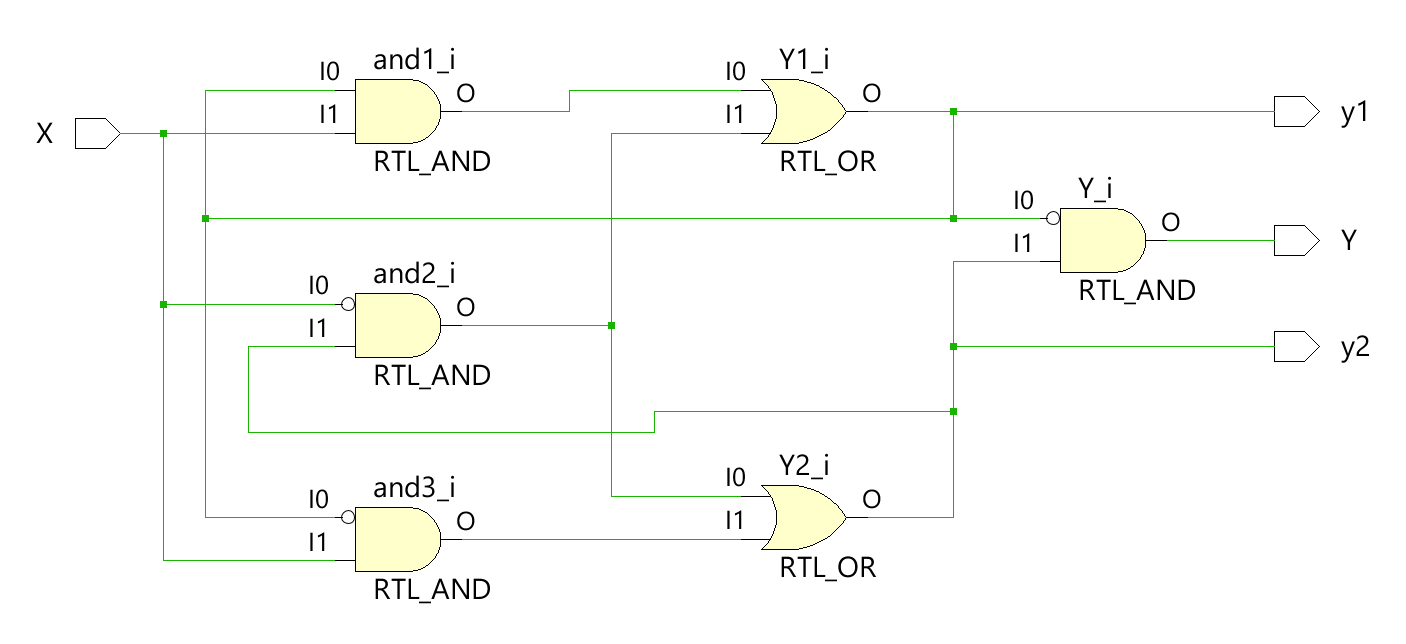 and1_i
I0
I1
O
RTL_AND
X
Y1_i
I0
I1
O
RTL_OR
y1
Y_i
I0
I1
O
RTL_AND
Y
and2_i
I0
I1
O
RTL_AND
y2
Y2_i
I0
I1
O
RTL_OR
and3_i
I0
I1
O
RTL_AND